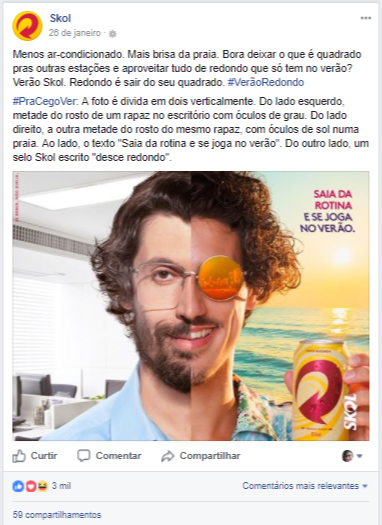 Skol
26 de janeiro
Menos ar-condicionado. Mais brisa da praia. Bora deixar o que é quadrado
pras outras estações e aproveitar tudo de redondo que só tem no verão?
Verão Skol. Redondo é sair do seu quadrado. #VerãoRedondo
#PraCegoVer: A foto é divida em dois verticalmente. Do lado esquerdo,
metade do rosto de um rapaz no escritório com óculos de grau. Do lado
direito, a outra metade do rosto do mesmo rapaz, com óculos de sol numa
praia. Ao lado, o texto "Saia da rotina e se joga no verão". Do outro lado, um
selo Skol escrito "desce redondo".
SAIA DA
ROTINA
E SE JOGA
NO VERÃO.
SKOL
Curtir
Comentar
Compartilhar
3 mil
Comentários mais relevantes
59 compartilhamentos